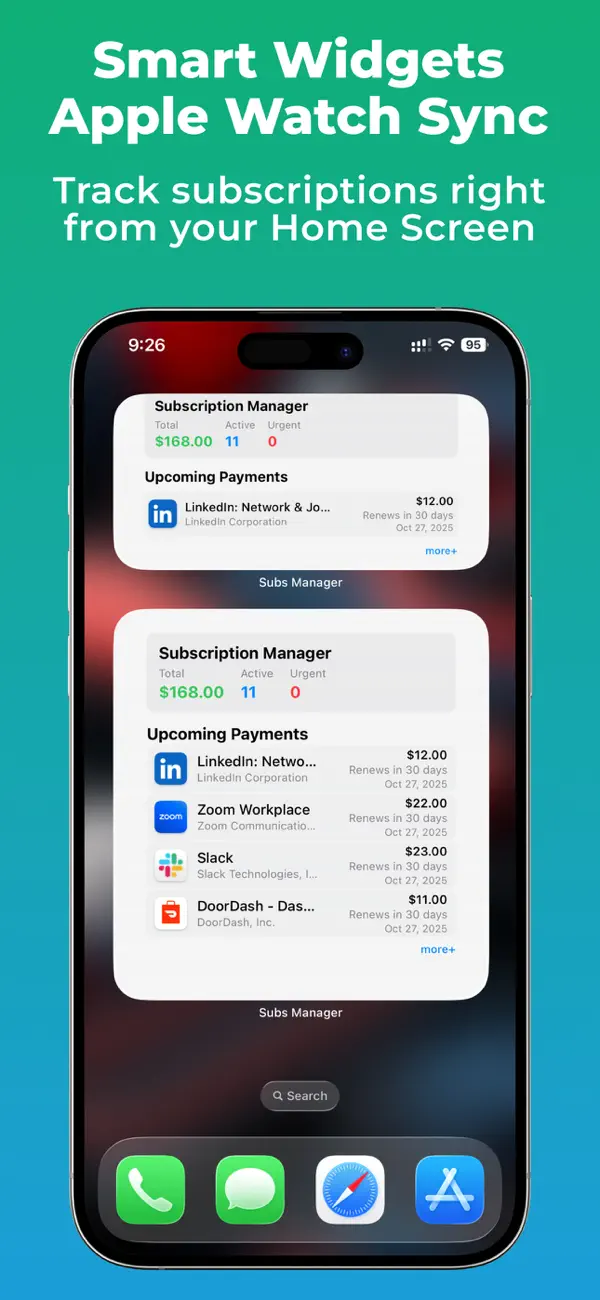 Smart Widgets
Apple Watch Sync
Track subscriptions right
from your Home Screen
9:26
95
Subscription Manager
Total Active Urgent
$168.00 11 0
Upcoming Payments
in LinkedIn: Network & Jo... $12.00
LinkedIn Corporation Renews in 30 days
Oct 27, 2025
more+
Subs Manager
Subscription Manager
Total Active Urgent
$168.00 11 0
Upcoming Payments
in LinkedIn: Netwo... $12.00
LinkedIn Corporation Renews in 30 days
Oct 27, 2025
zoom Zoom Workplace $22.00
Zoom Communicatio... Renews in 30 days
Oct 27, 2025
Slack $23.00
Slack Technologies, I... Renews in 30 days
Oct 27, 2025
DoorDash - Das... $11.00
DoorDash, Inc. Renews in 30 days
Oct 27, 2025
more+
Subs Manager
Search